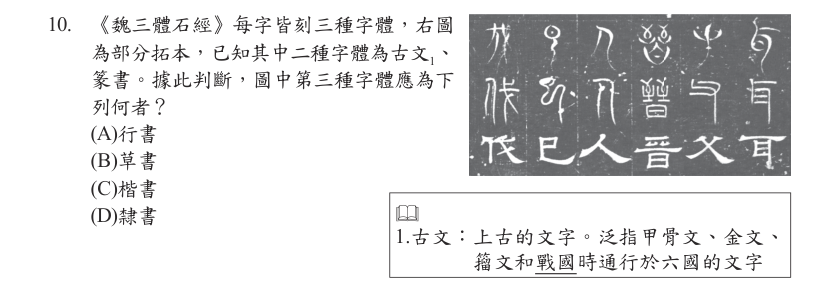 10. 《魏三體石經》每字皆刻三種字體，右圖
為部分拓本，已知其中二種字體為古文1、
篆書。據此判斷，圖中第三種字體應為下
列何者？
(A)行書
(B)草書
(C)楷書
(D)隸書
伐 巳 人 晉 父 耳
1.古文：上古的文字。泛指甲骨文、金文、
籀文和戰國時通行於六國的文字